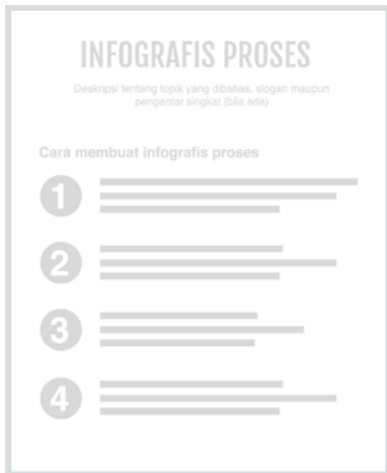 INFOGRAFIS PROSES
Deskripsi tentang topik yang dibahas, slogan maupun
pengantar singkat (bila ada)
Cara membuat infografis proses
1
2
3
4